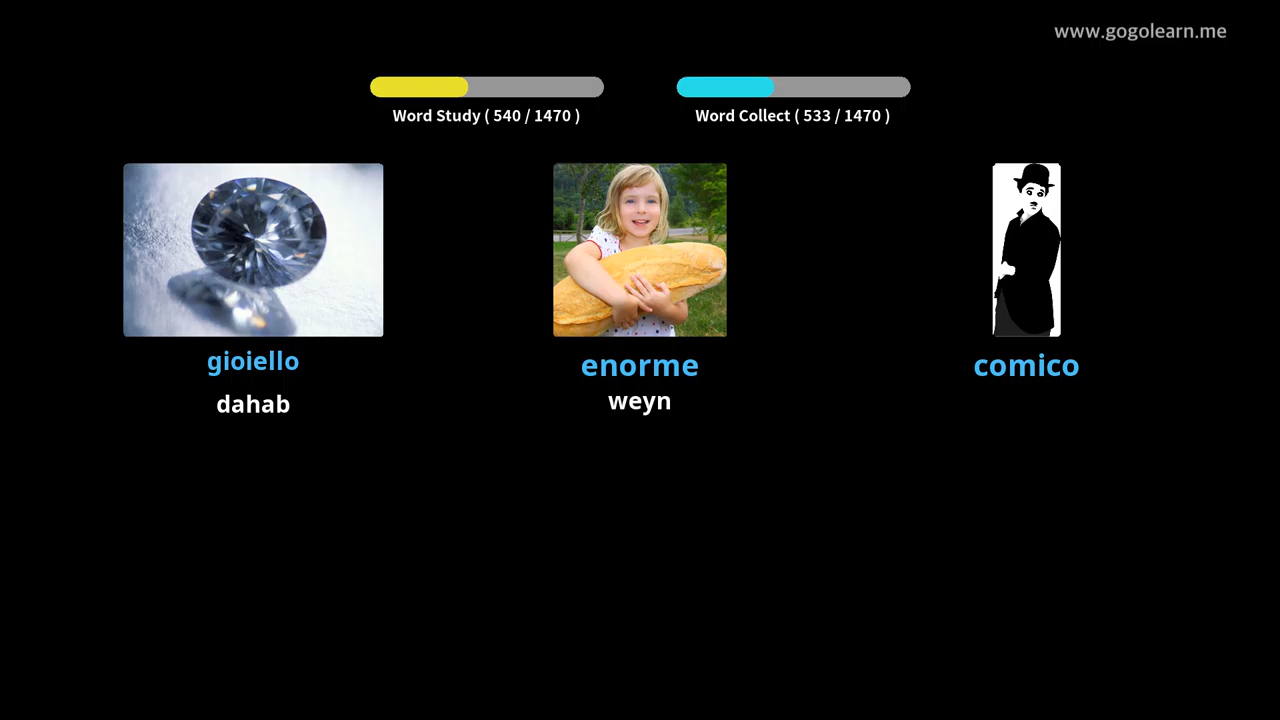 www.gogolearn.me
Word Study ( 540 / 1470 )
Word Collect ( 533 / 1470 )
gioiello
dahab
enorme
weyn
comico